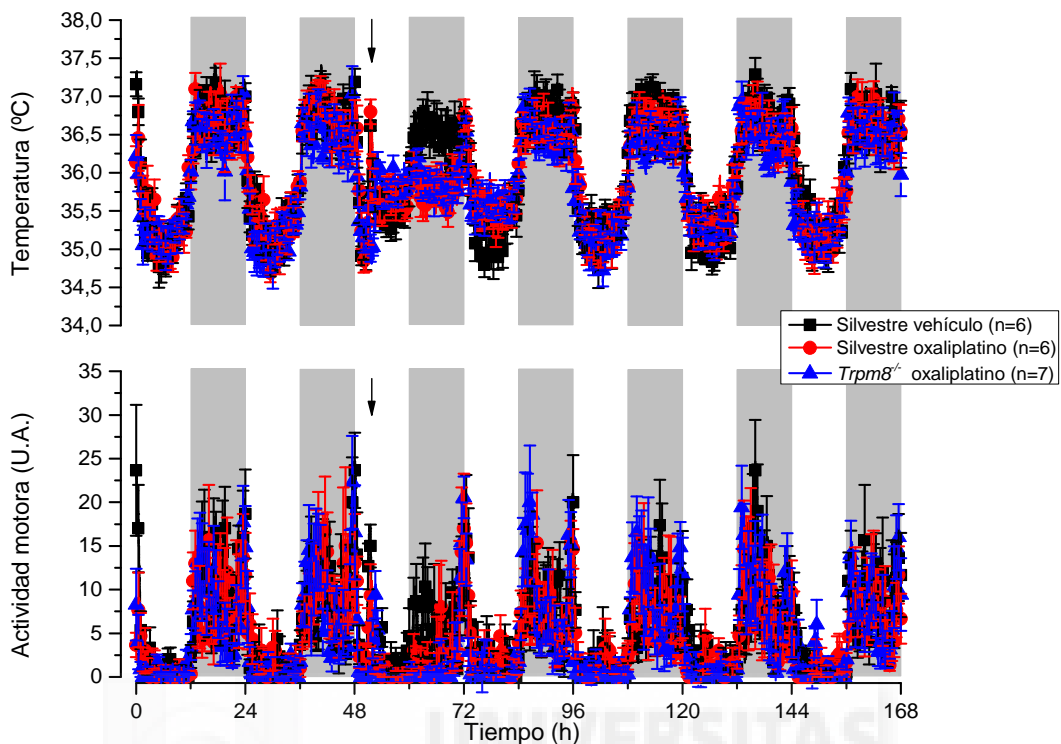 38,0
37,5
37,0
36,5
36,0
35,5
35,0
34,5
34,0
Temperatura (ºC)
Silvestre vehículo (n=6)
Silvestre oxaliplatino (n=6)
Trpm8-/- oxaliplatino (n=7)
35
30
25
20
15
10
5
0
Actividad motora (U.A.)
0 24 48 72 96 120 144 168
Tiempo (h)
UNIVERSITAS